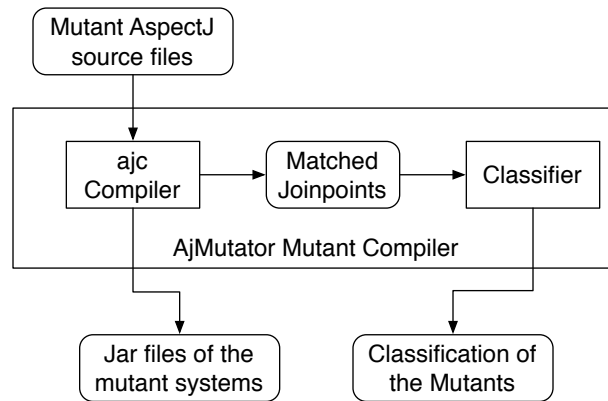 Mutant AspectJ
source files
ajc
Compiler
Matched
Joinpoints
Classifier
AjMutator Mutant Compiler
Jar files of the
mutant systems
Classification of
the Mutants